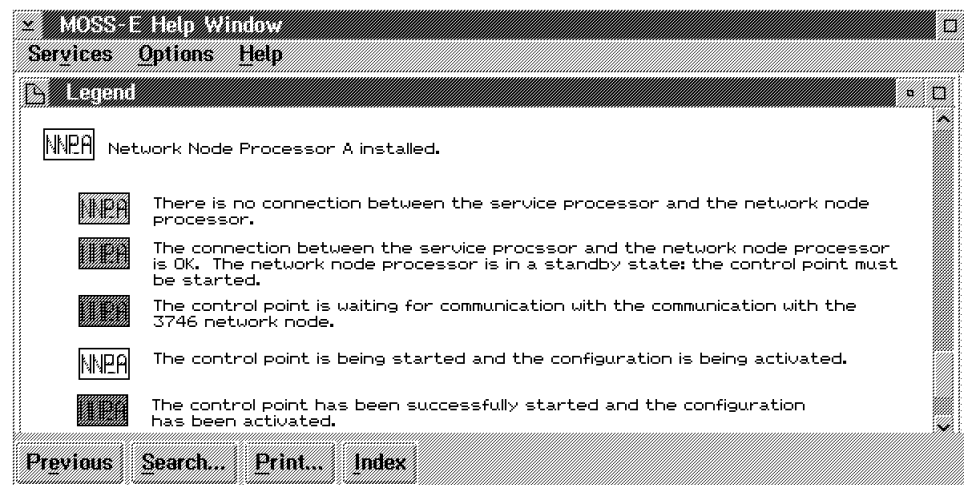 MOSS-E Help Window
Services Options Help
Legend
NNPA Network Node Processor A installed.
NNPA There is no connection between the service processor and the network node
processor.
NNPA The connection between the service procssor and the network node processor
is OK. The network node processor is in a standby state: the control point must
be started.
NNPA The control point is waiting for communication with the communication with the
3746 network node.
NNPA The control point is being started and the configuration is being activated.
NNPA The control point has been successfully started and the configuration
has been activated.
Previous Search... Print... Index